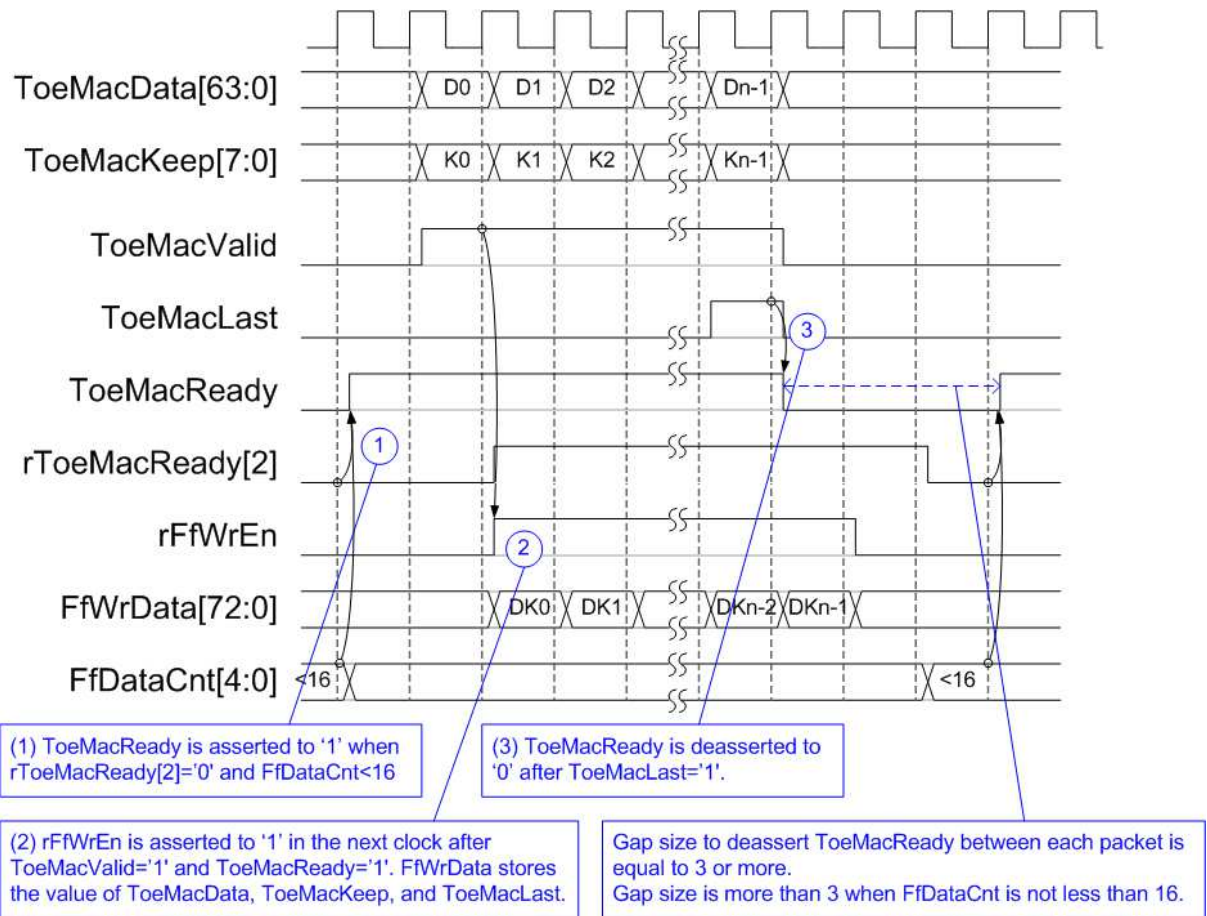 ToeMacData[63:0]
D0 D1 D2 Dn-1
ToeMacKeep[7:0]
K0 K1 K2 Kn-1
ToeMacValid
ToeMacLast
3
ToeMacReady
1
rToeMacReady[2]
rFfWrEn
2
FfWrData[72:0]
DK0 DK1 DKn-2 DKn-1
FfDataCnt[4:0]
<16 <16
(1) ToeMacReady is asserted to ‘1’ when
rToeMacReady[2]=’0’ and FfDataCnt<16
(3) ToeMacReady is deasserted to
‘0’ after ToeMacLast=’1’.
(2) rFfWrEn is asserted to ‘1’ in the next clock after
ToeMacValid=’1’ and ToeMacReady=’1’. FfWrData stores
the value of ToeMacData, ToeMacKeep, and ToeMacLast.
Gap size to deassert ToeMacReady between each packet is
equal to 3 or more.
Gap size is more than 3 when FfDataCnt is not less than 16.